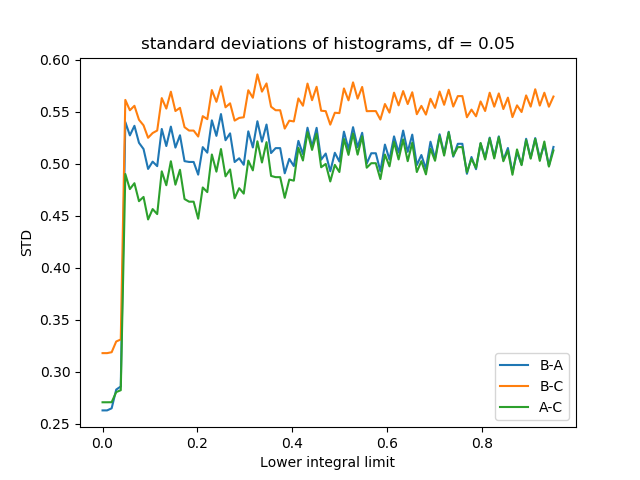 standard deviations of histograms, df = 0.05
STD
0.60
0.55
0.50
0.45
0.40
0.35
0.30
0.25
0.0 0.2 0.4 0.6 0.8
Lower integral limit
B-A
B-C
A-C